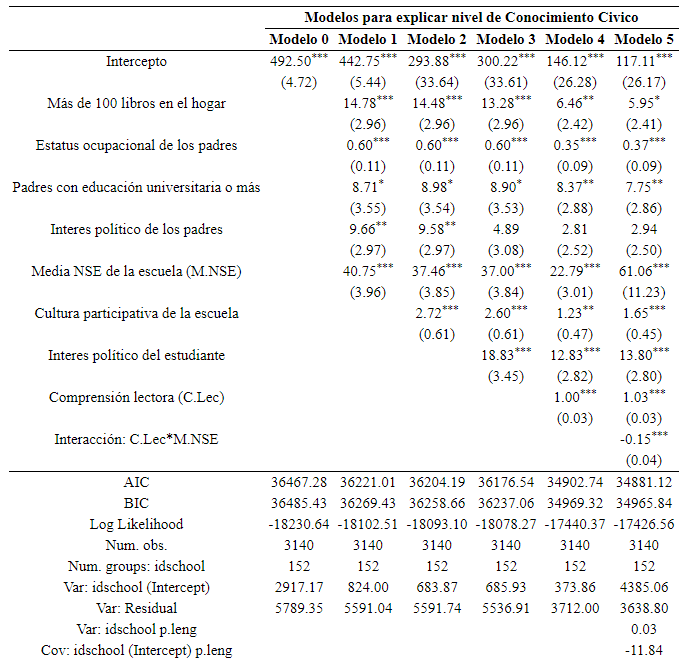 Modelos para explicar nivel de Conocimiento Civico
Modelo 0 Modelo 1 Modelo 2 Modelo 3 Modelo 4 Modelo 5
Intercepto 492.50*** 442.75*** 293.88*** 300.22*** 146.12*** 117.11***
(4.72) (5.44) (33.64) (33.61) (26.28) (26.17)
Más de 100 libros en el hogar 14.78*** 14.48*** 13.28*** 6.46** 5.95*
(2.96) (2.96) (2.96) (2.42) (2.41)
Estatus ocupacional de los padres 0.60*** 0.60*** 0.60*** 0.35*** 0.37***
(0.11) (0.11) (0.11) (0.09) (0.09)
Padres con educación universitaria o más 8.71* 8.98* 8.90* 8.37** 7.75**
(3.55) (3.54) (3.53) (2.88) (2.86)
Interes político de los padres 9.66** 9.58** 4.89 2.81 2.94
(2.97) (2.97) (3.08) (2.52) (2.50)
Media NSE de la escuela (M.NSE) 40.75*** 37.46*** 37.00*** 22.79*** 61.06***
(3.96) (3.85) (3.84) (3.01) (11.23)
Cultura participativa de la escuela 2.72*** 2.60*** 1.23** 1.65***
(0.61) (0.61) (0.47) (0.45)
Interes político del estudiante 18.83*** 12.83*** 13.80***
(3.45) (2.82) (2.80)
Comprensión lectora (C.Lec) 1.00*** 1.03***
(0.03) (0.03)
Interacción: C.Lec*M.NSE -0.15***
(0.04)
AIC 36467.28 36221.01 36204.19 36176.54 34902.74 34881.12
BIC 36485.43 36269.43 36258.66 36237.06 34969.32 34965.84
Log Likelihood -18230.64 -18102.51 -18093.10 -18078.27 -17440.37 -17426.56
Num. obs. 3140 3140 3140 3140 3140 3140
Num. groups: idschool 152 152 152 152 152 152
Var: idschool (Intercept) 2917.17 824.00 683.87 685.93 373.86 4385.06
Var: Residual 5789.35 5591.04 5591.74 5536.91 3712.00 3638.80
Var: idschool p.leng 0.03
Cov: idschool (Intercept) p.leng -11.84